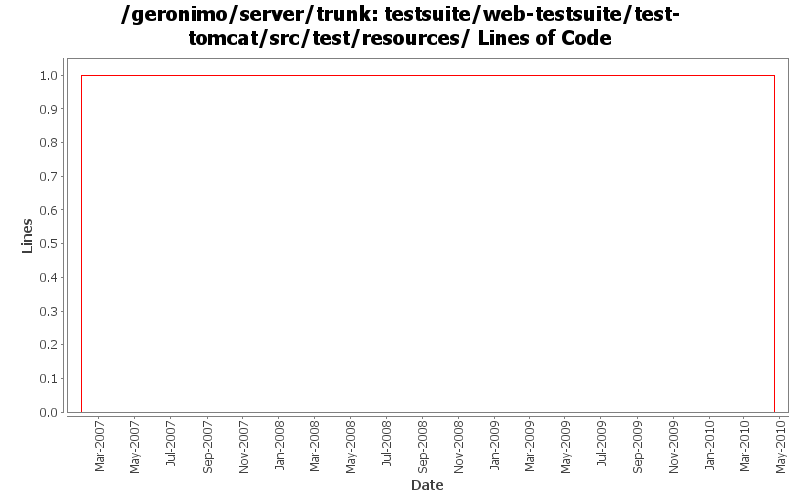 /geronimo/server/trunk: testsuite/web-testsuite/test-
tomcat/src/test/resources/ Lines of Code
1.0
0.9
0.8
0.7
0.6
0.5
0.4
0.3
0.2
0.1
0.0
Lines
Mar-2007
May-2007
Jul-2007
Sep-2007
Nov-2007
Jan-2008
Mar-2008
May-2008
Jul-2008
Sep-2008
Nov-2008
Jan-2009
Mar-2009
May-2009
Jul-2009
Sep-2009
Nov-2009
Jan-2010
Mar-2010
May-2010
Date